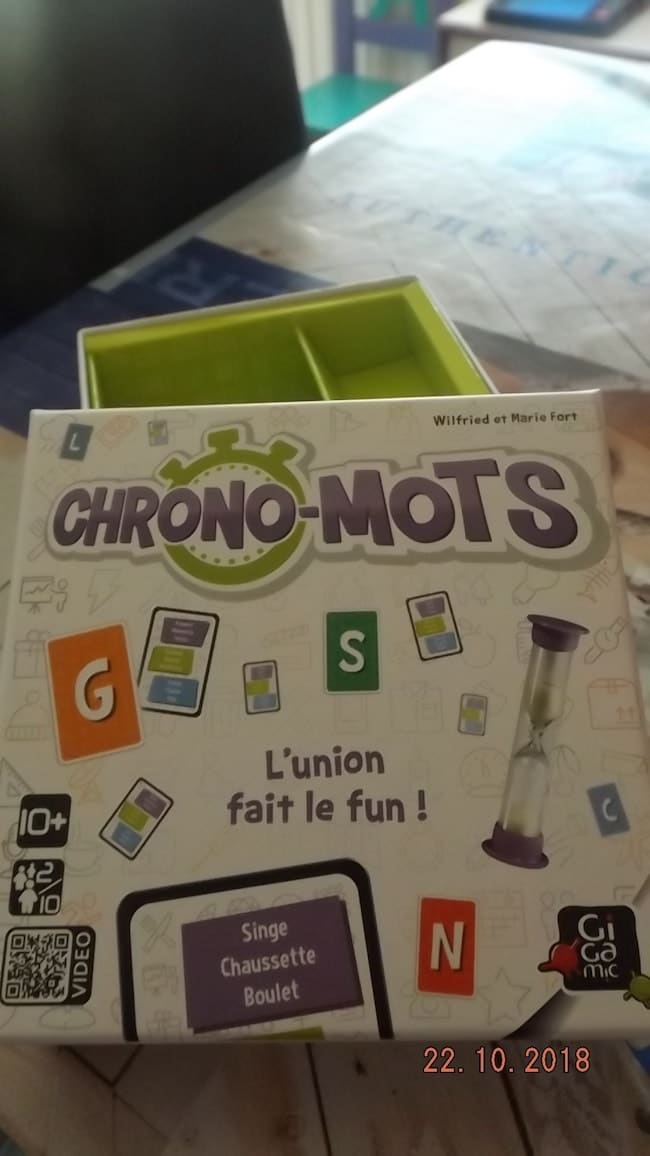 AUTHENTIC
R
Wilfried et Marie Fort
L
CHRONO-MOTS
G
S
L'union
fait le fun !
C
10+
2
10
VIDEO
Singe
Chaussette
Boulet
N
Gi
Ga
mic
22.10.2018